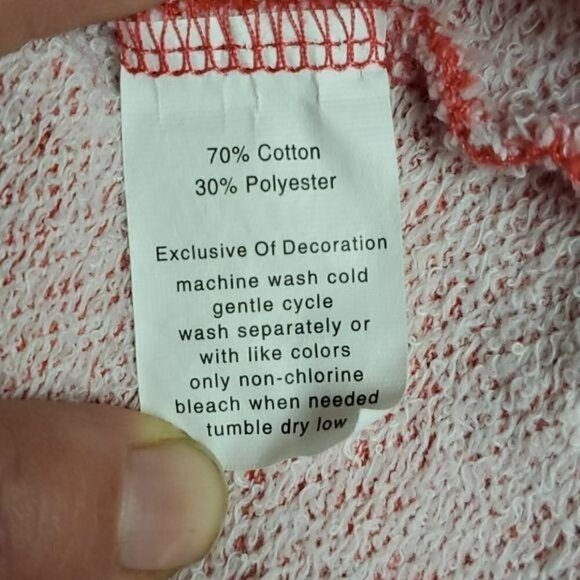 70% Cotton
30% Polyester
Exclusive Of Decoration
machine wash cold
gentle cycle
wash separately or
with like colors
only non-chlorine
bleach when needed
tumble dry low